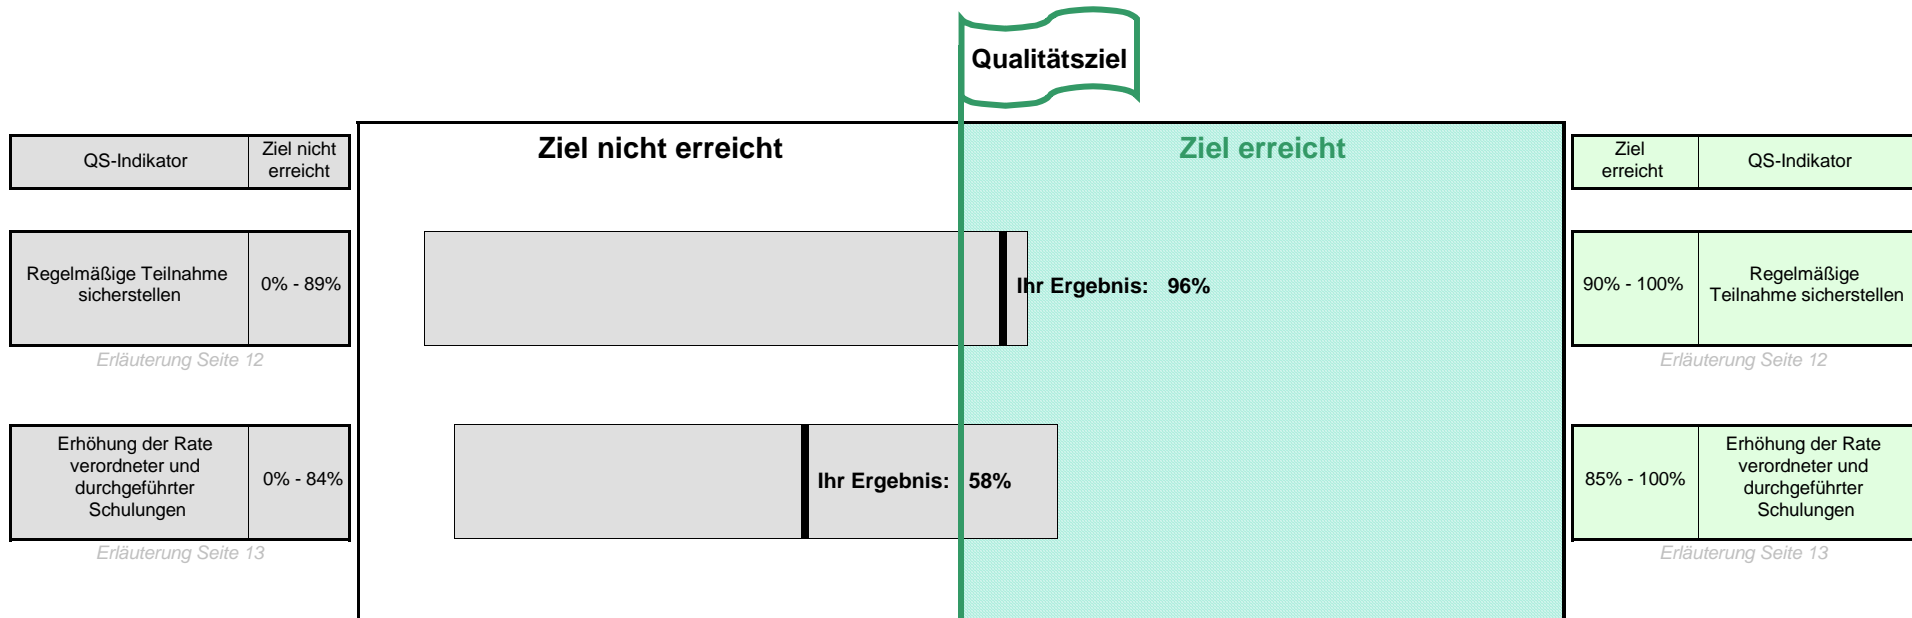 Qualitätsziel
Ziel nicht erreicht
Ziel erreicht
QS-Indikator
Ziel nicht
erreicht
Ziel
erreicht
QS-Indikator
Regelmäßige Teilnahme
sicherstellen
0% - 89%
Ihr Ergebnis: 96%
90% - 100%
Regelmäßige
Teilnahme sicherstellen
Erläuterung Seite 12
Erläuterung Seite 12
Erhöhung der Rate
verordneter und
durchgeführter
Schulungen
0% - 84%
Ihr Ergebnis: 58%
85% - 100%
Erhöhung der Rate
verordneter und
durchgeführter
Schulungen
Erläuterung Seite 13
Erläuterung Seite 13